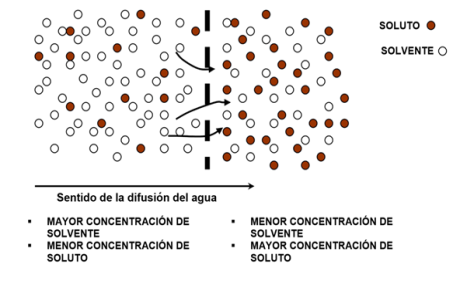 SOLUTO
SOLVENTE
Sentido de la difusión del agua
▪ MAYOR CONCENTRACIÓN DE
SOLVENTE
▪ MENOR CONCENTRACIÓN DE
SOLUTO
▪ MENOR CONCENTRACIÓN DE
SOLVENTE
▪ MAYOR CONCENTRACIÓN DE
SOLUTO